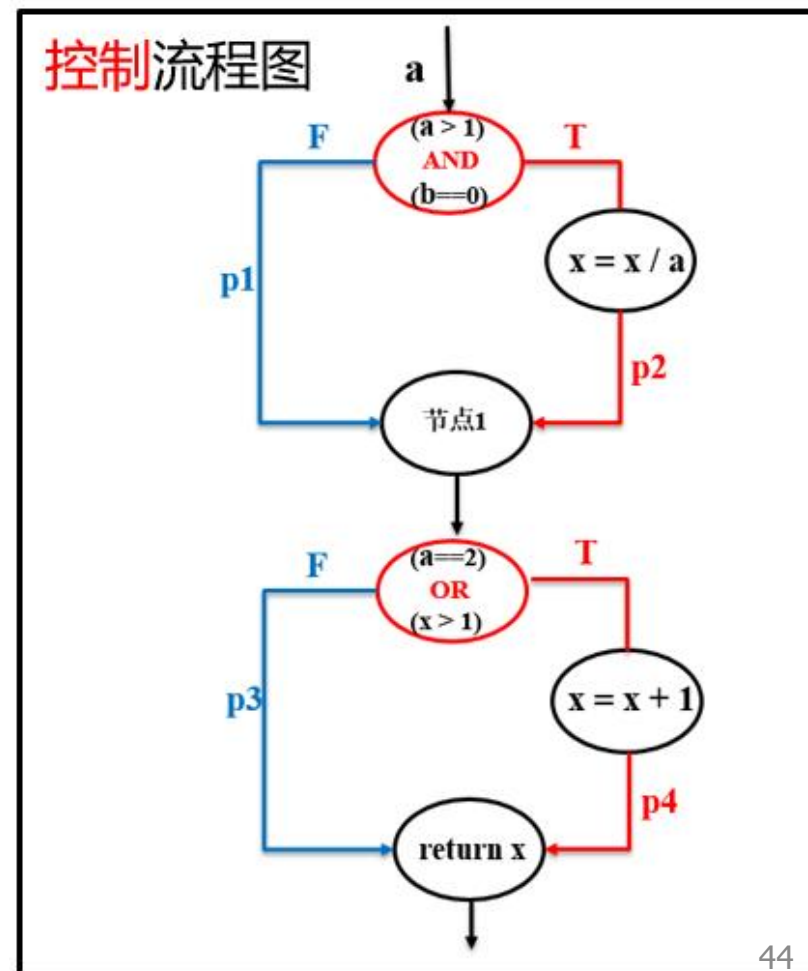 控制流程图
a
(a > 1)
F
AND
T
(b==0)
x = x / a
p1
p2
节点1
(a==2)
F
OR
T
(x > 1)
x = x + 1
p3
p4
return x
44